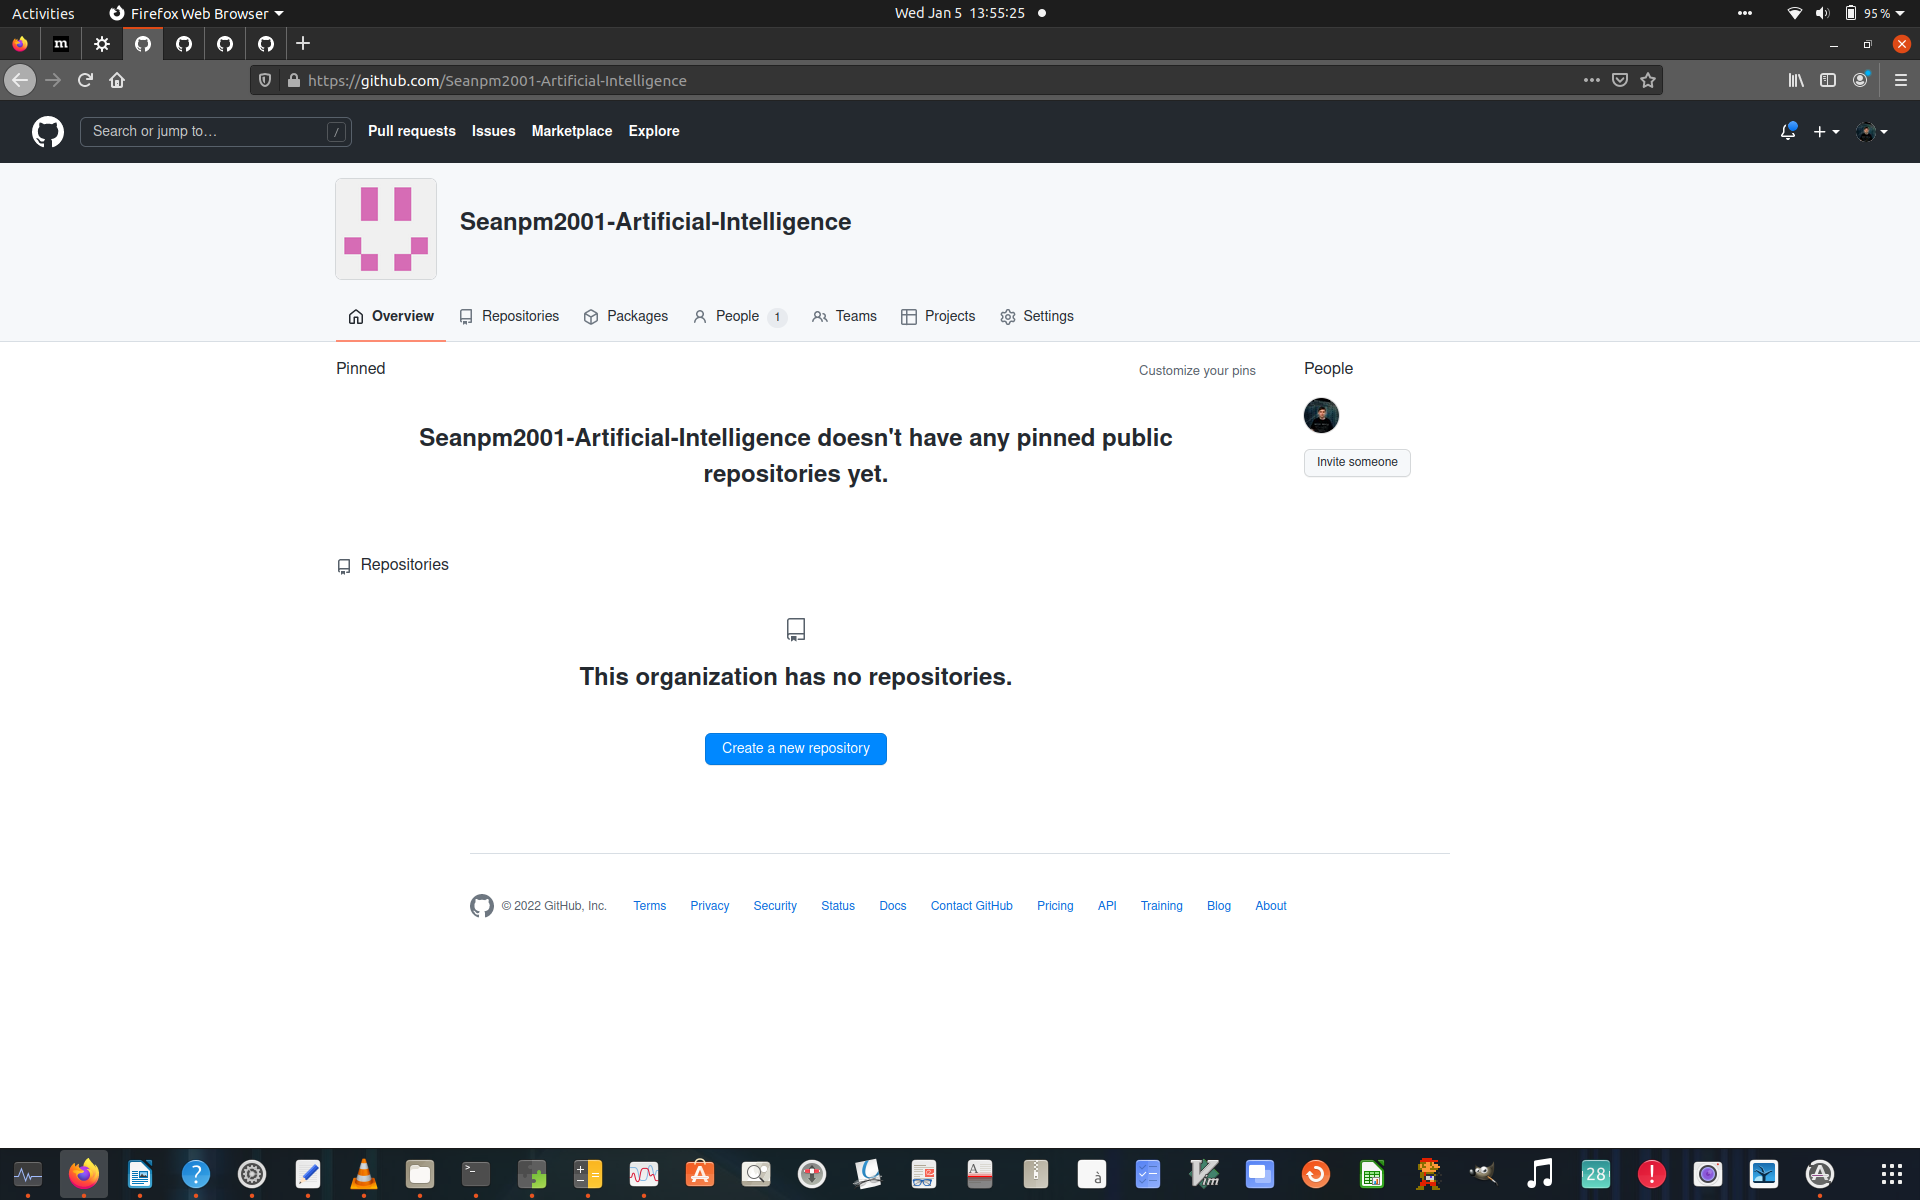 Activities Firefox Web Browser Wed Jan 5 13:55:25 95 %
m
https://github.com/Seanpm2001-Artificial-Intelligence
Search or jump to… / Pull requests Issues Marketplace Explore
Seanpm2001-Artificial-Intelligence
Overview Repositories Packages People 1 Teams Projects Settings
Pinned Customize your pins People
Seanpm2001-Artificial-Intelligence doesn't have any pinned public
repositories yet.
Invite someone
Repositories
This organization has no repositories.
Create a new repository
© 2022 GitHub, Inc. Terms Privacy Security Status Docs Contact GitHub Pricing API Training Blog About
28